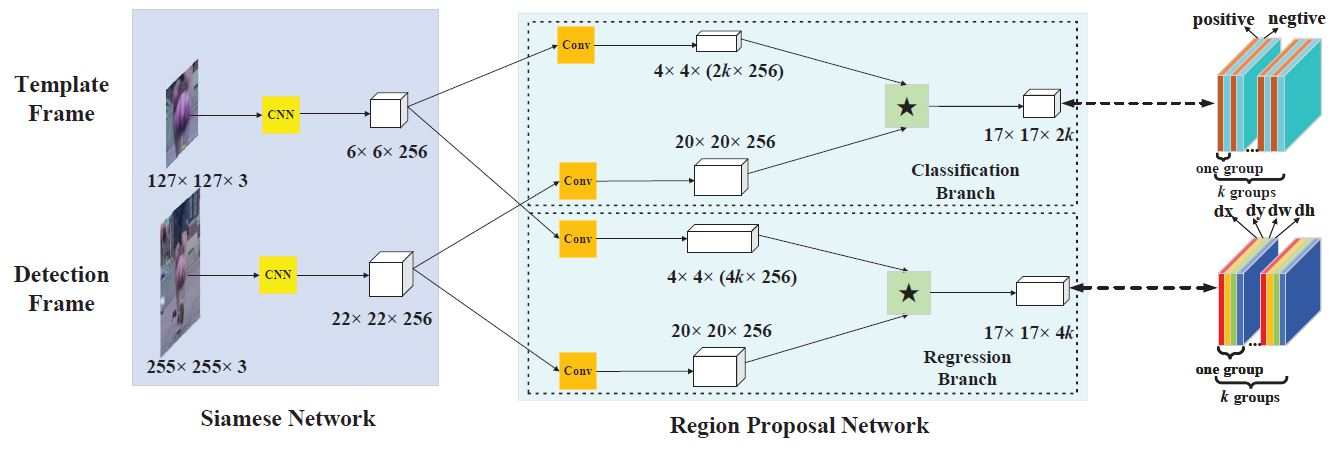 Template
Frame
127× 127× 3
CNN
6× 6× 256
Detection
Frame
255× 255× 3
CNN
22× 22× 256
Siamese Network
Conv
4× 4× (2k× 256)
Conv
20× 20× 256
★
17× 17× 2k
Classification
Branch
Conv
4× 4× (4k× 256)
Conv
20× 20× 256
★
17× 17× 4k
Regression
Branch
Region Proposal Network
positive negtive
...
one group
k groups
dx dy dw dh
...
one group
k groups